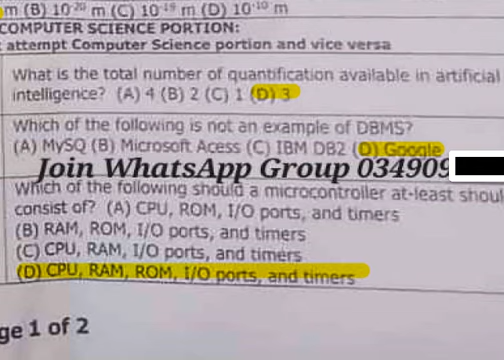 m (B) 10⁻²⁰ m (C) 10⁻¹⁵ m (D) 10⁻¹⁰ m
COMPUTER SCIENCE PORTION:
attempt Computer Science portion and vice versa
What is the total number of quantification available in artificial
intelligence? (A) 4 (B) 2 (C) 1 (D) 3
Which of the following is not an example of DBMS?
(A) MySQ (B) Microsoft Acess (C) IBM DB2 (D) Google
Join WhatsApp Group 034909
Which of the following should a microcontroller at-least shoul
consist of? (A) CPU, ROM, I/O ports, and timers
(B) RAM, ROM, I/O ports, and timers
(C) CPU, RAM, I/O ports, and timers
(D) CPU, RAM, ROM, I/O ports, and timers
ge 1 of 2